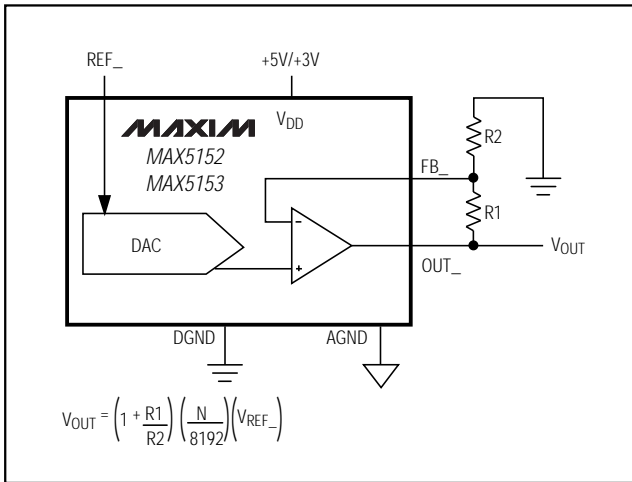 REF_
+5V/+3V
MAXIM
VDD
MAX5152
MAX5153
R2
FB_
R1
DAC
-
+
VOUT
OUT_
DGND
AGND
VOUT = (1 + R1/R2) (N/8192) (VREF_)